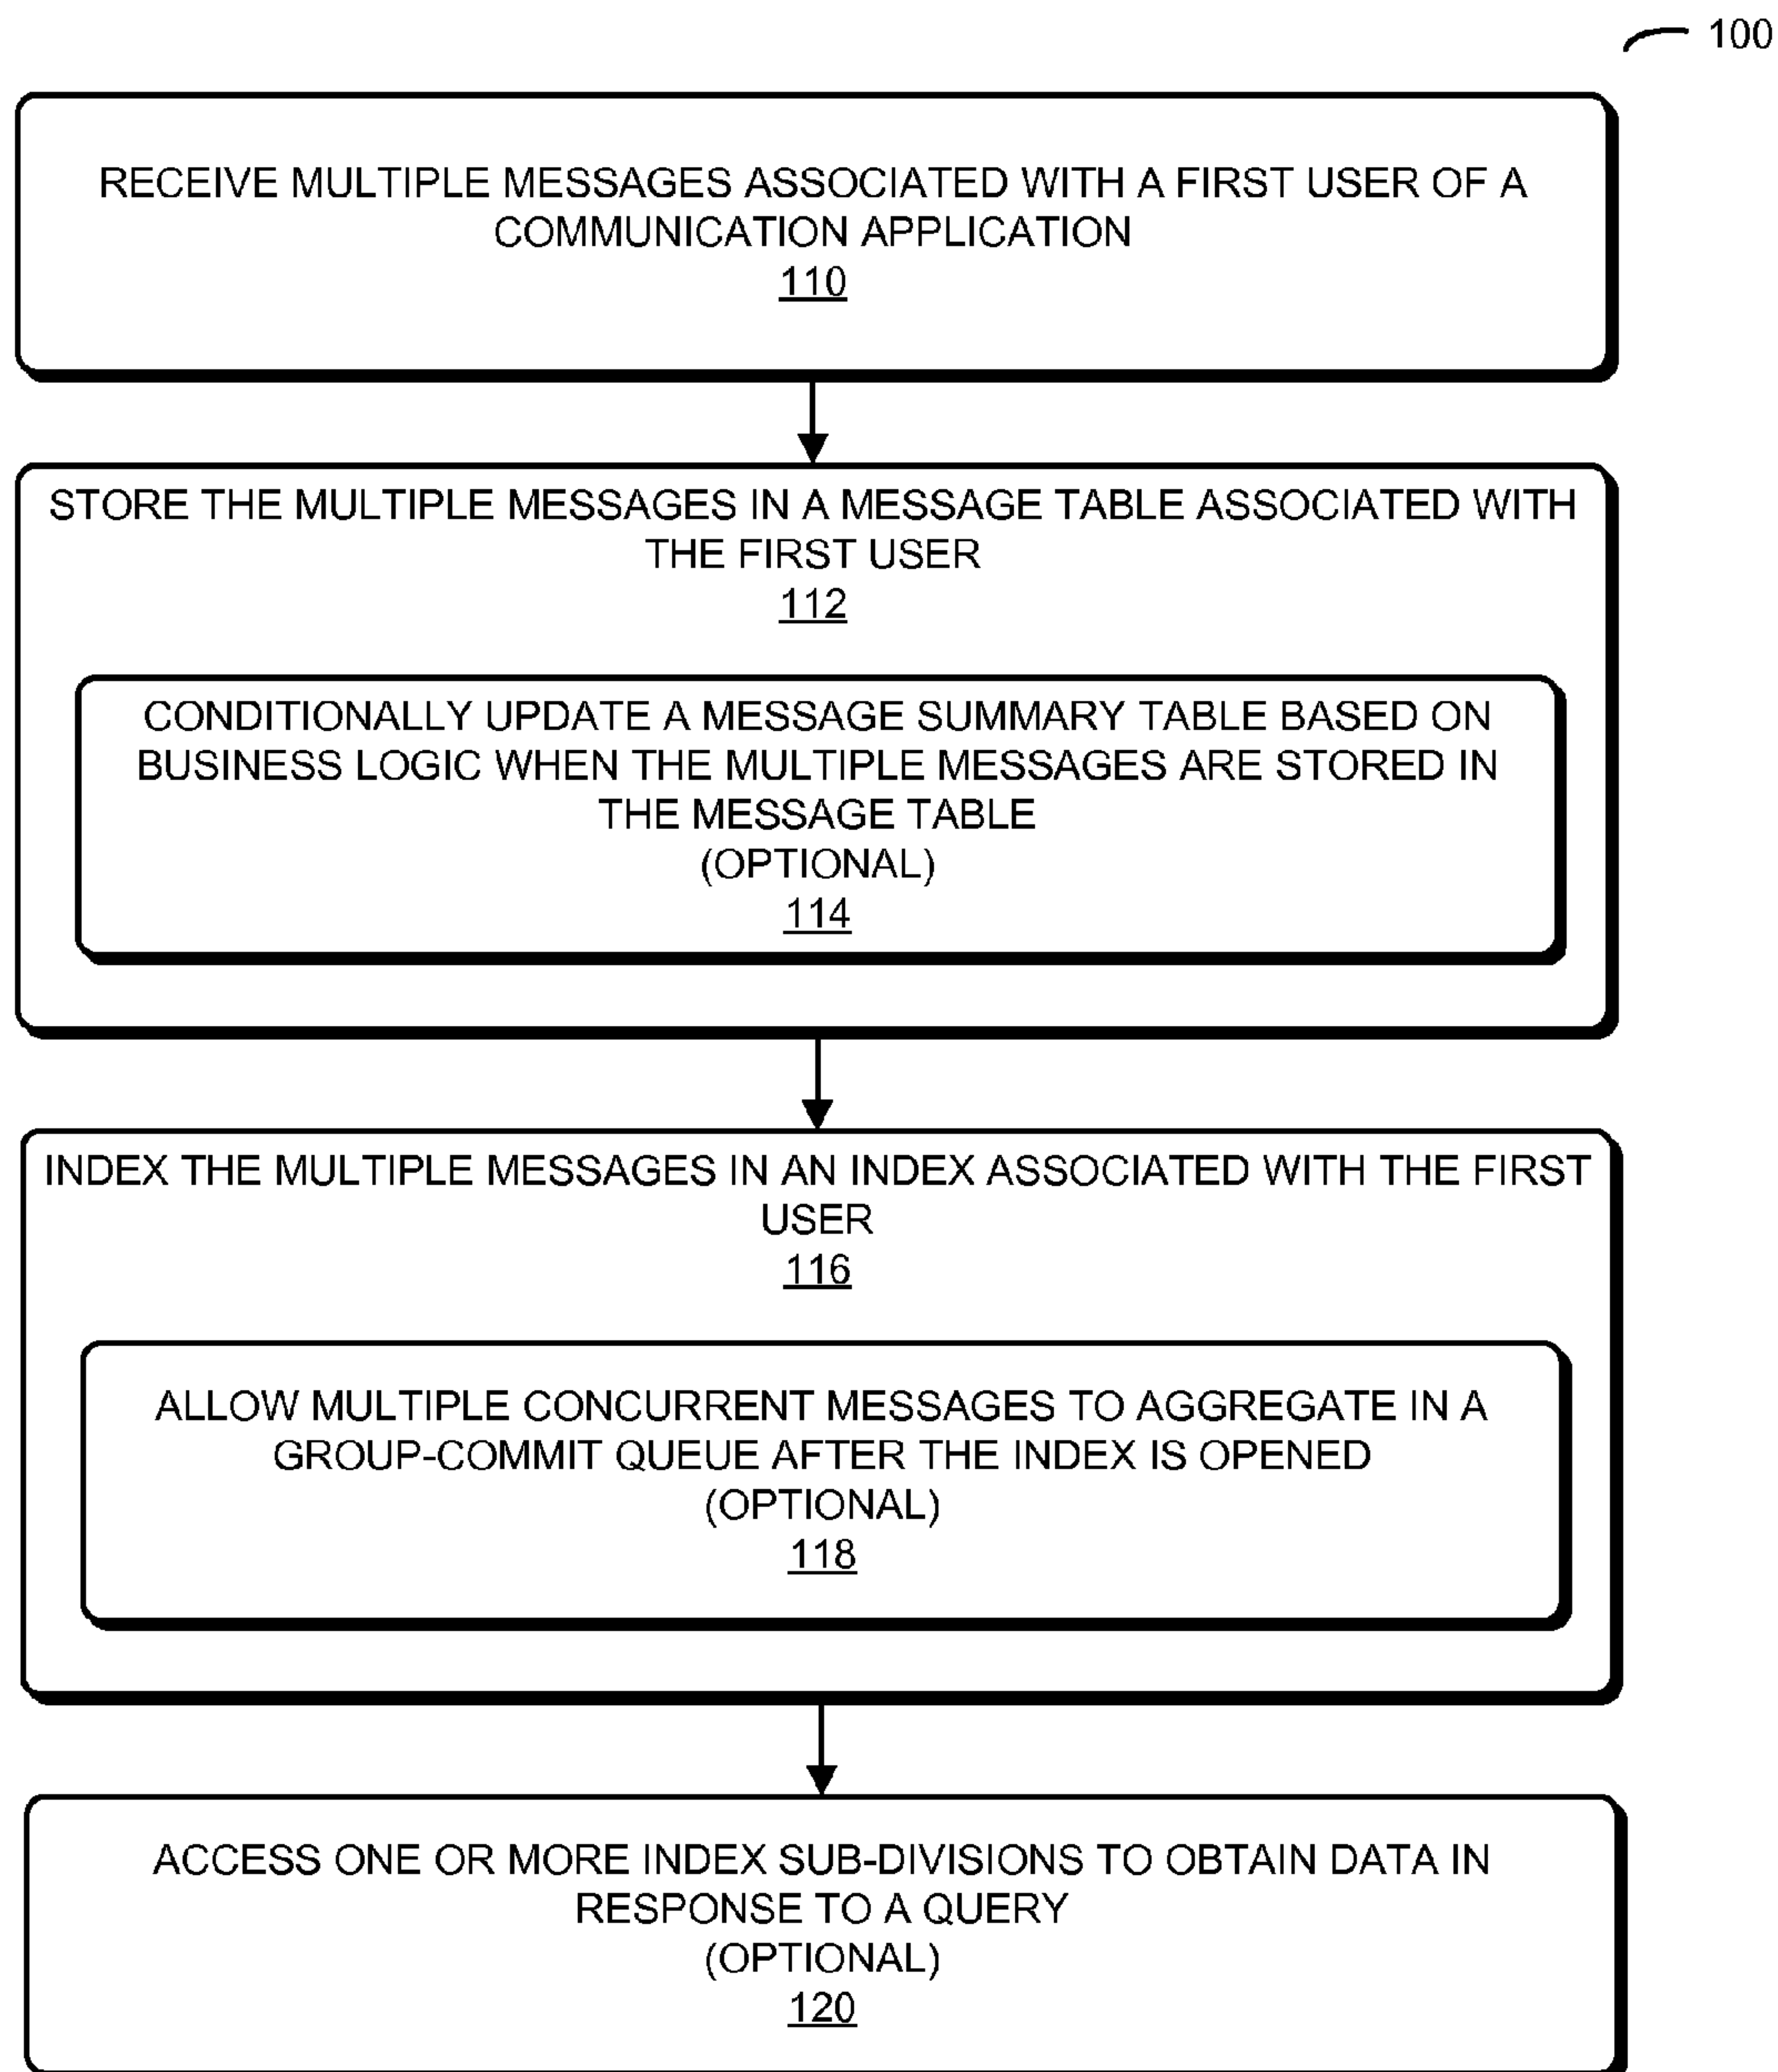 100
RECEIVE MULTIPLE MESSAGES ASSOCIATED WITH A FIRST USER OF A
COMMUNICATION APPLICATION
110
STORE THE MULTIPLE MESSAGES IN A MESSAGE TABLE ASSOCIATED WITH
THE FIRST USER
112
CONDITIONALLY UPDATE A MESSAGE SUMMARY TABLE BASED ON
BUSINESS LOGIC WHEN THE MULTIPLE MESSAGES ARE STORED IN
THE MESSAGE TABLE
(OPTIONAL)
114
INDEX THE MULTIPLE MESSAGES IN AN INDEX ASSOCIATED WITH THE FIRST
USER
116
ALLOW MULTIPLE CONCURRENT MESSAGES TO AGGREGATE IN A
GROUP-COMMIT QUEUE AFTER THE INDEX IS OPENED
(OPTIONAL)
118
ACCESS ONE OR MORE INDEX SUB-DIVISIONS TO OBTAIN DATA IN
RESPONSE TO A QUERY
(OPTIONAL)
120